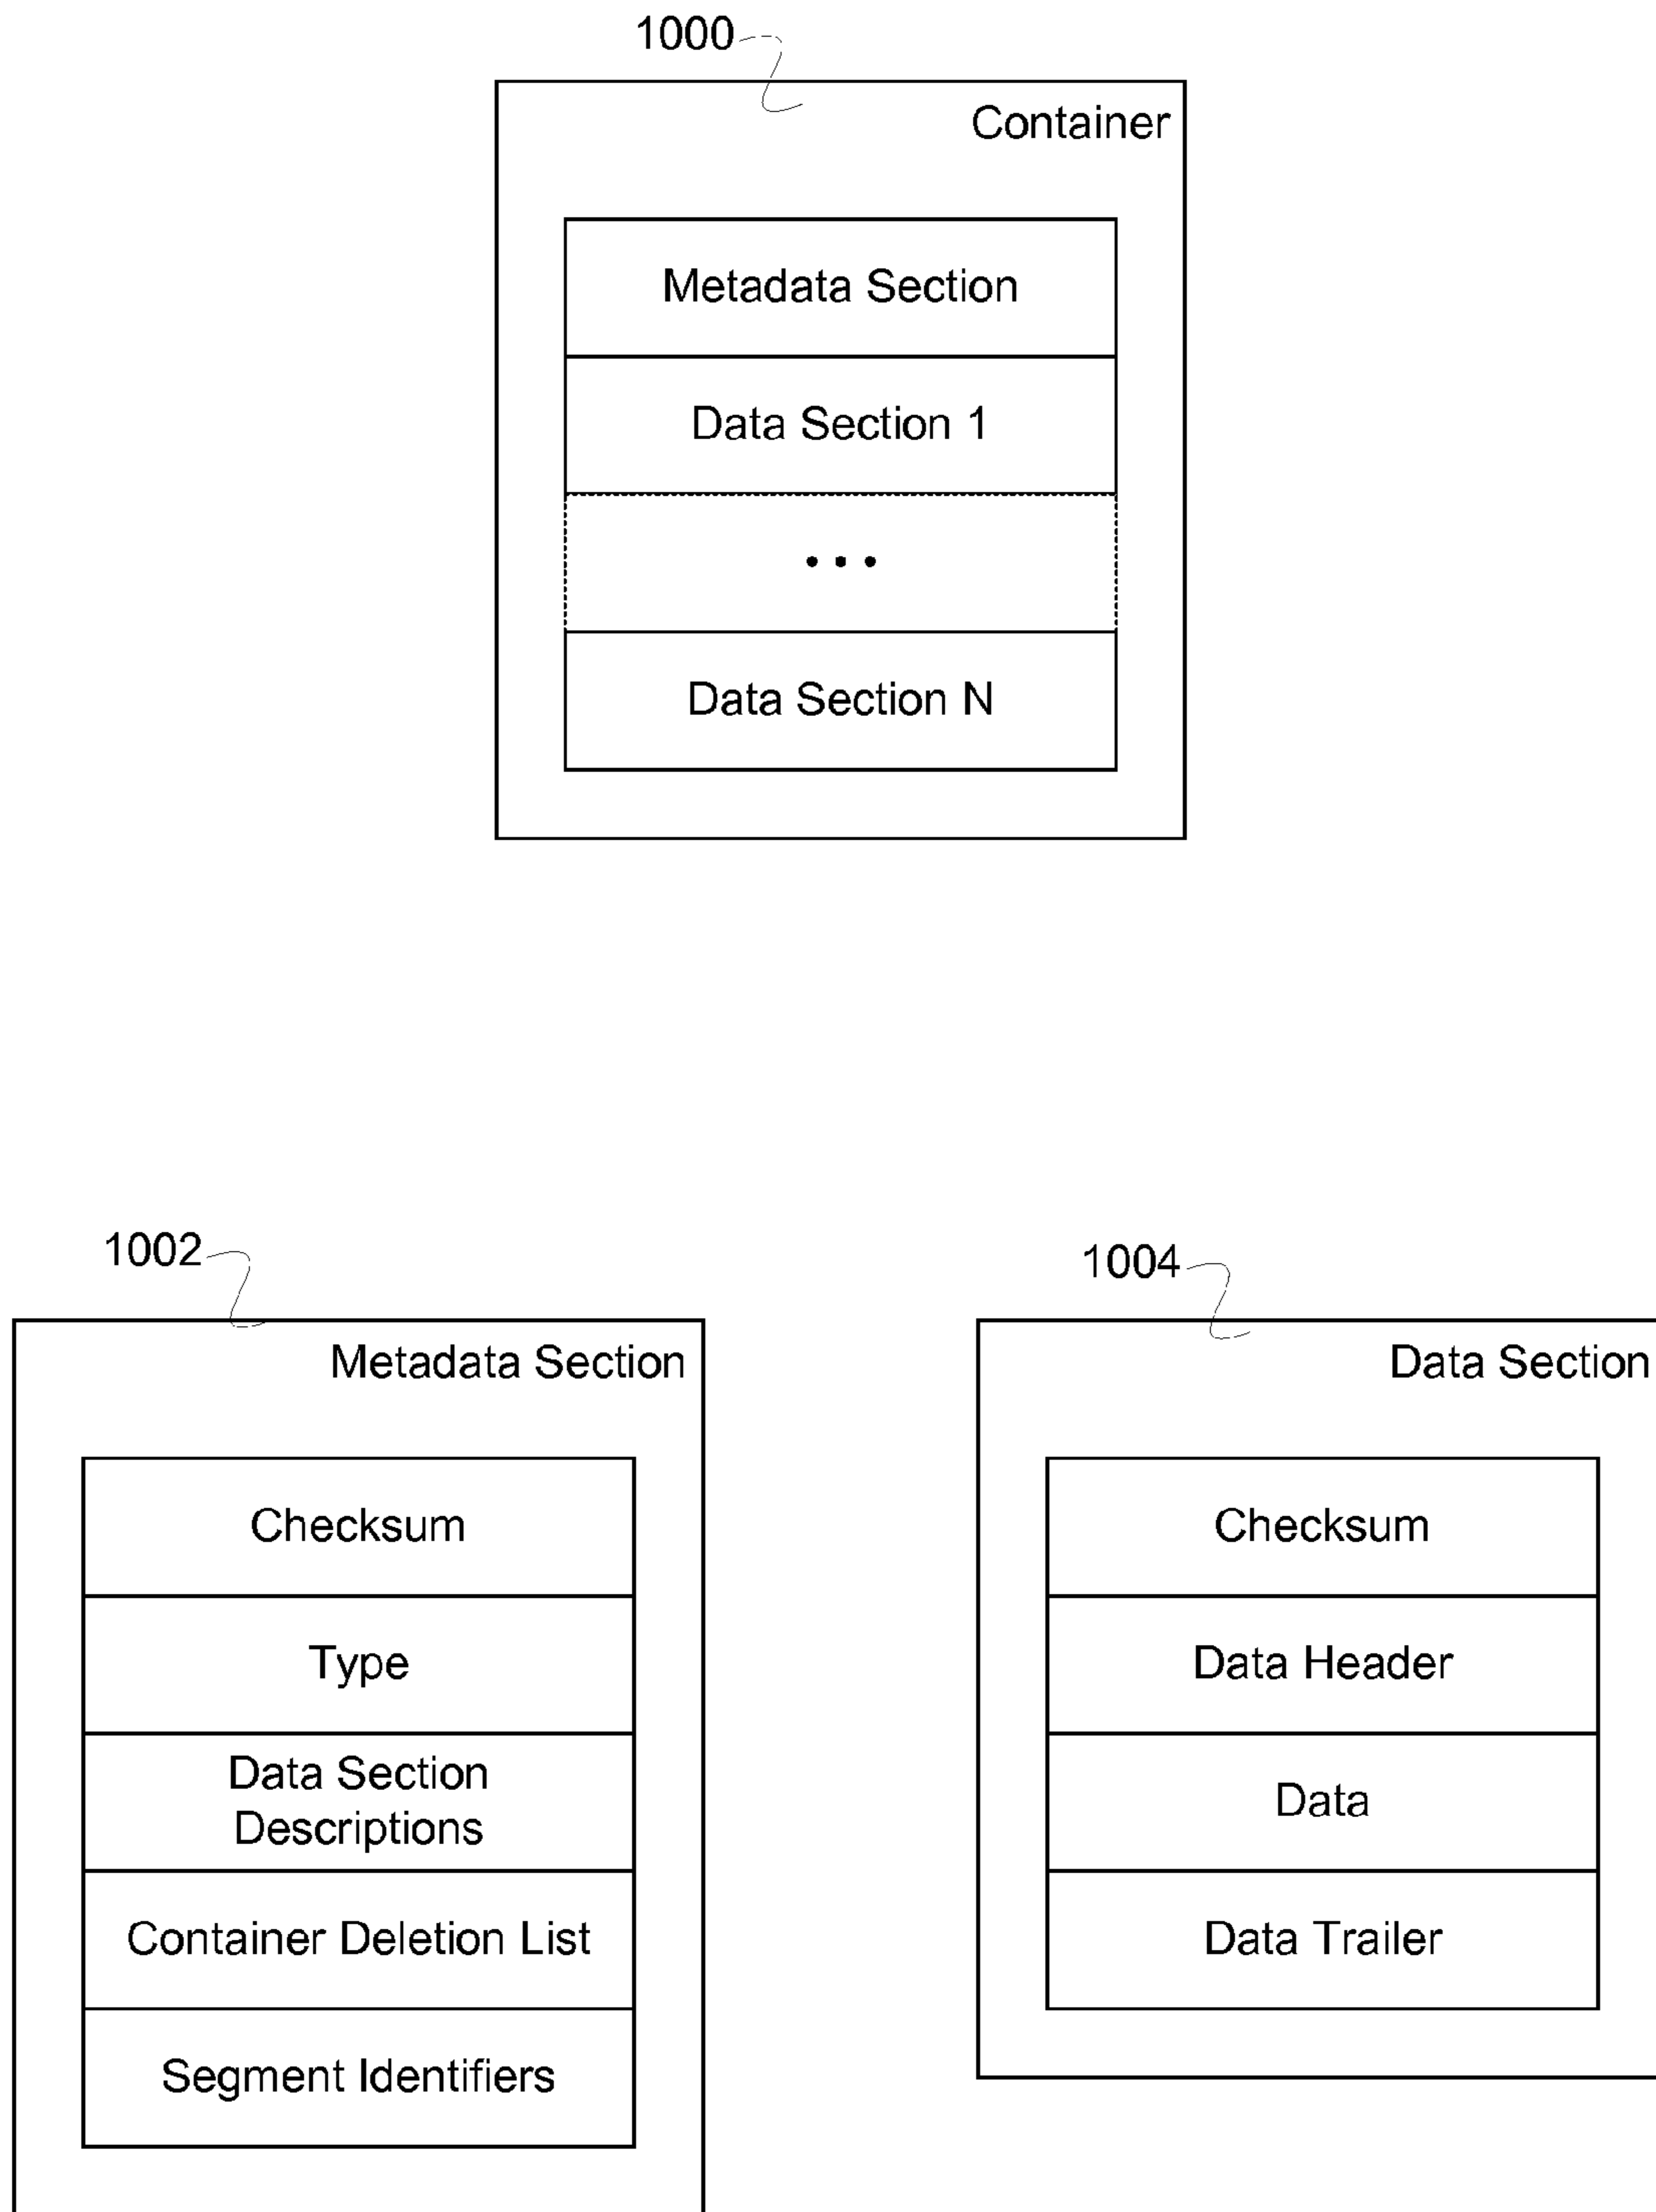 1000
Container
Metadata Section
Data Section 1
...
Data Section N
1002
Metadata Section
Checksum
Type
Data Section
Descriptions
Container Deletion List
Segment Identifiers
1004
Data Section
Checksum
Data Header
Data
Data Trailer